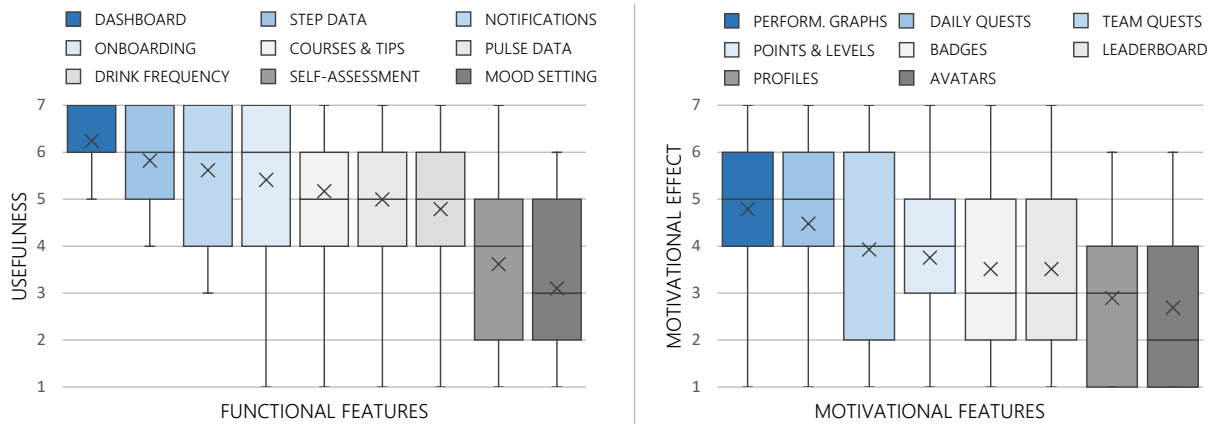 DASHBOARD STEP DATA NOTIFICATIONS
ONBOARDING COURSES & TIPS PULSE DATA
DRINK FREQUENCY SELF-ASSESSMENT MOOD SETTING
7
6
5
4
3
2
1
USEFULNESS
FUNCTIONAL FEATURES
PERFORM. GRAPHS DAILY QUESTS TEAM QUESTS
POINTS & LEVELS BADGES LEADERBOARD
PROFILES AVATARS
7
6
5
4
3
2
1
MOTIVATIONAL EFFECT
MOTIVATIONAL FEATURES